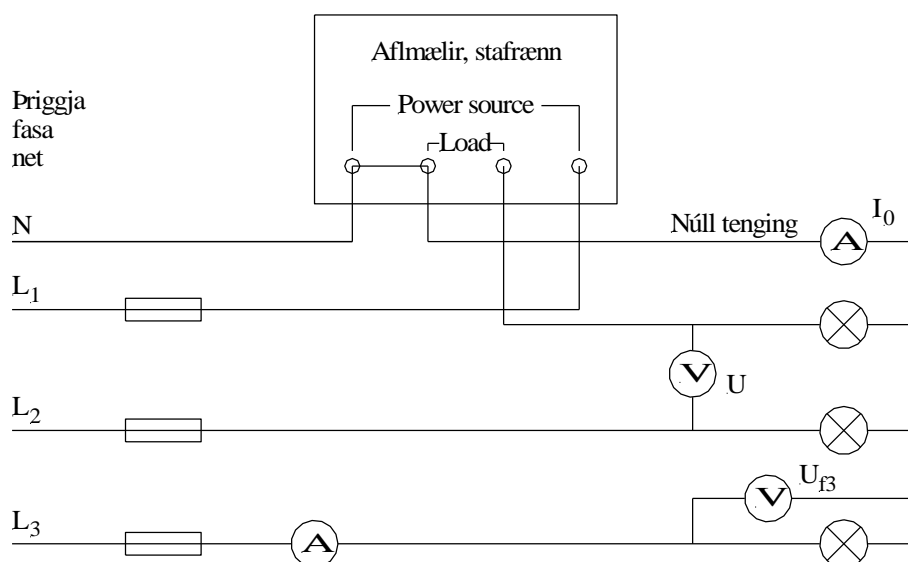 Aflmælir, stafrænn
Þriggja
fasa
net
Power source
Load
N
Núll tenging
I0
A
L1
V
U
L2
Uf3
V
L3
A